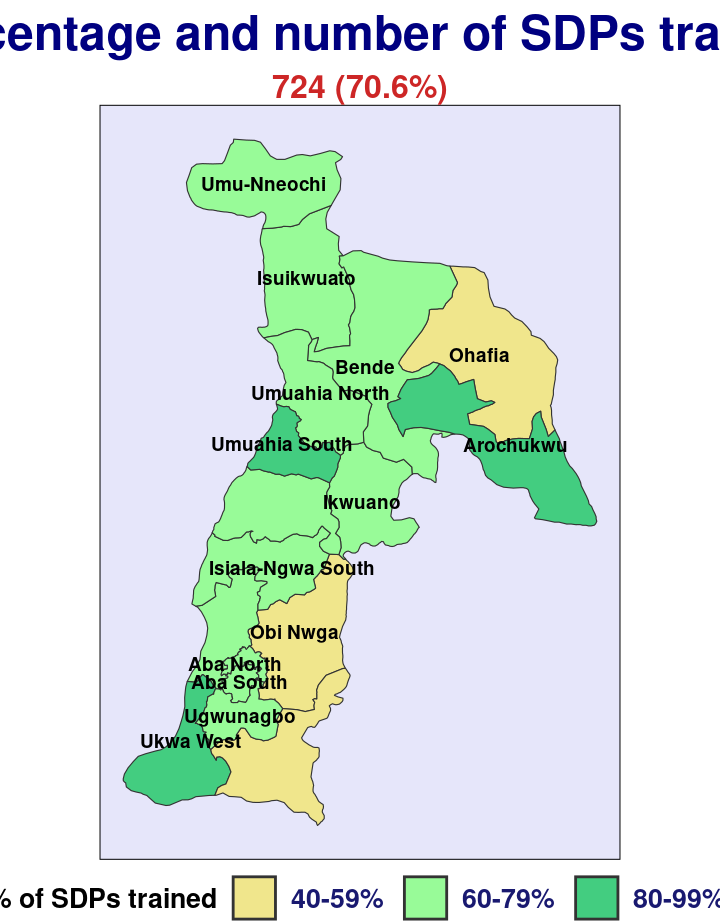 centage and number of SDPs tra
724 (70.6%)
Umu-Nneochi
Isuikwuato
Ohafia
Bende
Umuahia North
Umuahia South
Arochukwu
Ikwuano
Isiala-Ngwa South
Obi Nwga
Aba North
Aba South
Ugwunagbo
Ukwa West
% of SDPs trained 40-59% 60-79% 80-99%